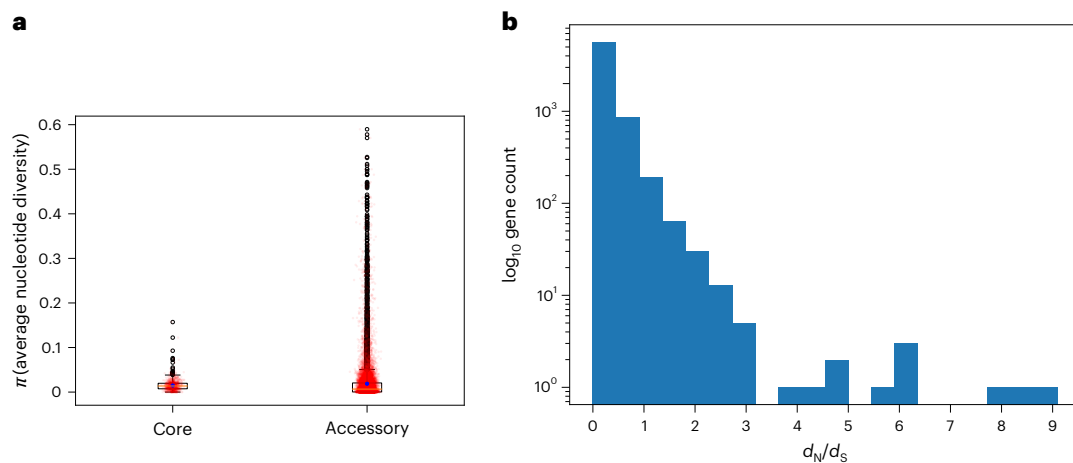 a
b
π (average nucleotide diversity)
0.6
0.5
0.4
0.3
0.2
0.1
0
Core Accessory
log₁₀ gene count
10³
10²
10¹
10⁰
0 1 2 3 4 5 6 7 8 9
dN/dS